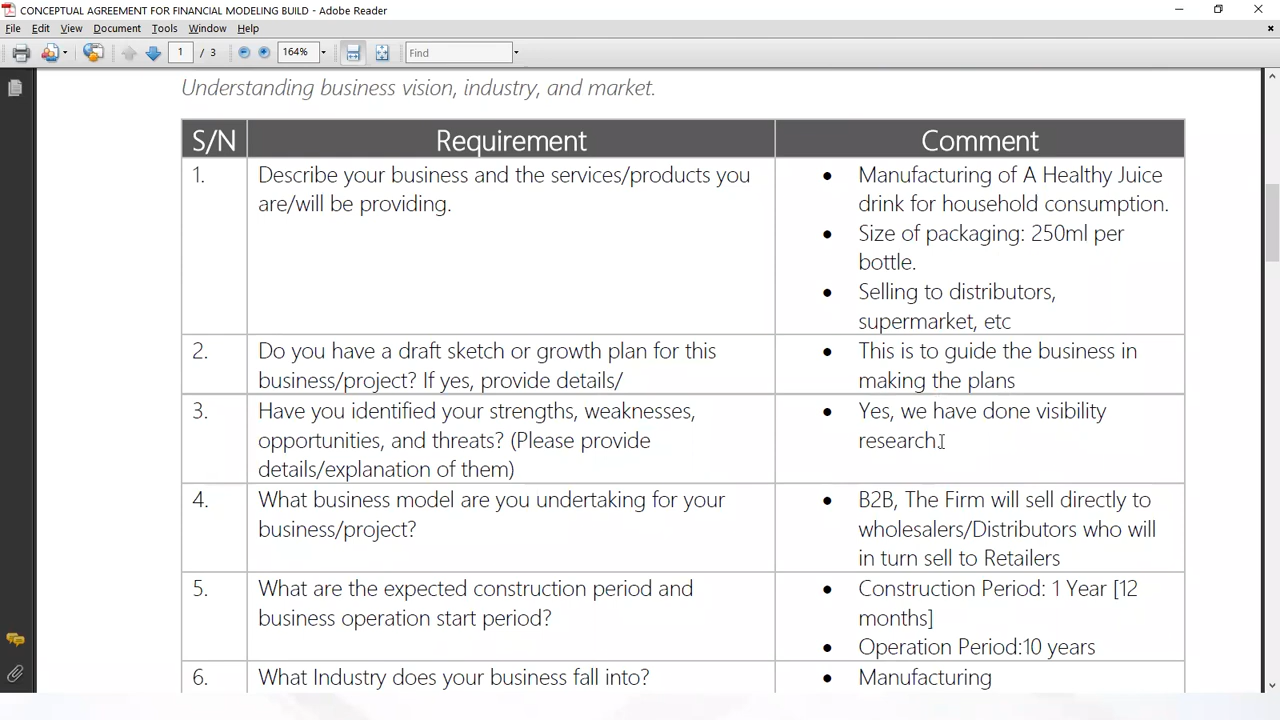 CONCEPTUAL AGREEMENT FOR FINANCIAL MODELING BUILD - Adobe Reader
File Edit View Document Tools Window Help
1 / 3 164% Find
Understanding business vision, industry, and market.
S/N Requirement Comment
1. Describe your business and the services/products you are/will be providing.
• Manufacturing of A Healthy Juice
drink for household consumption.
• Size of packaging: 250ml per
bottle.
• Selling to distributors,
supermarket, etc
2. Do you have a draft sketch or growth plan for this
business/project? If yes, provide details/
• This is to guide the business in
making the plans
3. Have you identified your strengths, weaknesses,
opportunities, and threats? (Please provide
details/explanation of them)
• Yes, we have done visibility
research.
4. What business model are you undertaking for your
business/project?
• B2B, The Firm will sell directly to
wholesalers/Distributors who will
in turn sell to Retailers
5. What are the expected construction period and
business operation start period?
• Construction Period: 1 Year [12
months]
• Operation Period:10 years
6. What Industry does your business fall into?
• Manufacturing